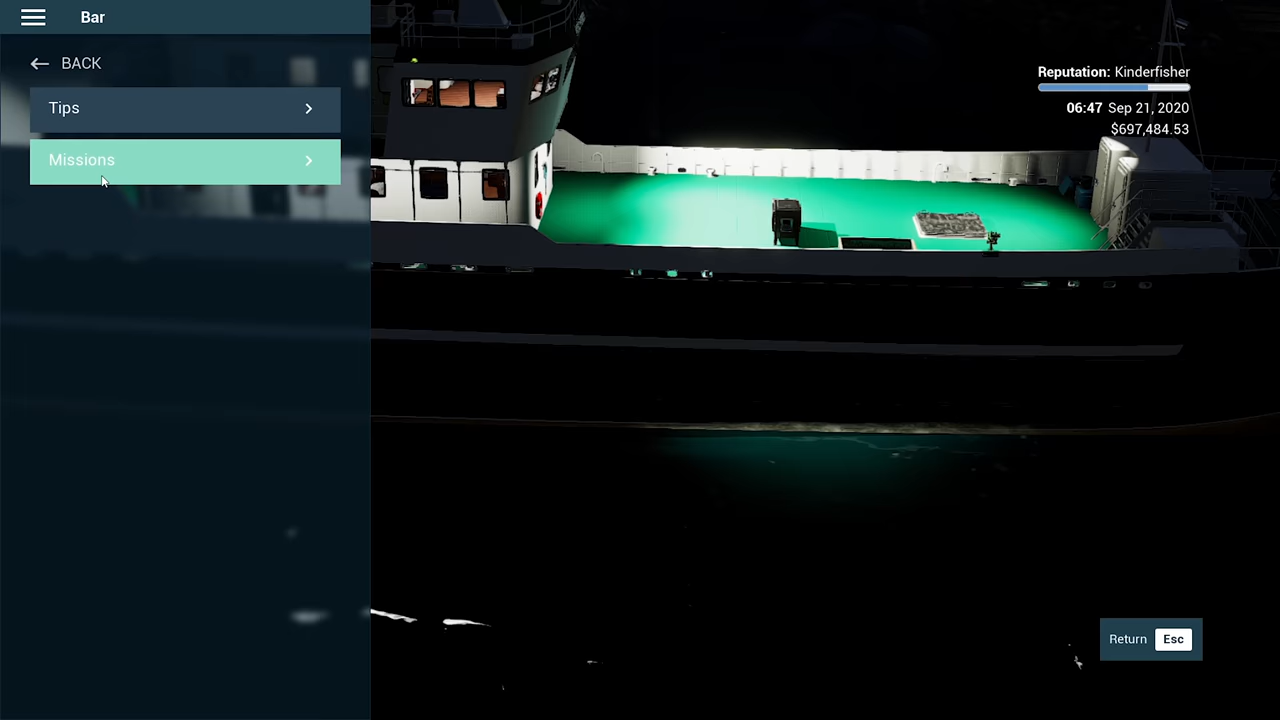 Bar
BACK
Tips
Missions
Reputation: Kinderfisher
06:47 Sep 21, 2020
$697,484.53
Return Esc